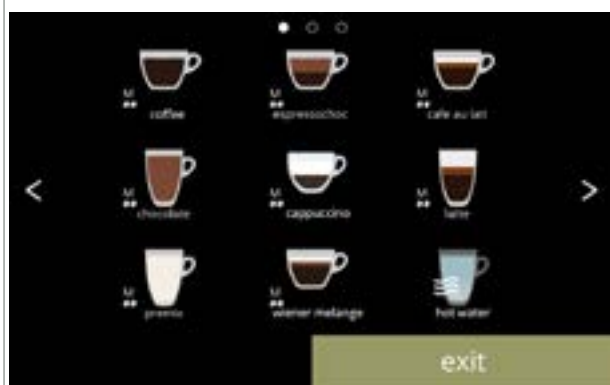 coffee espressochoc cafe au lait
chocolate cappuccino latte
wiener melange hot water
exit